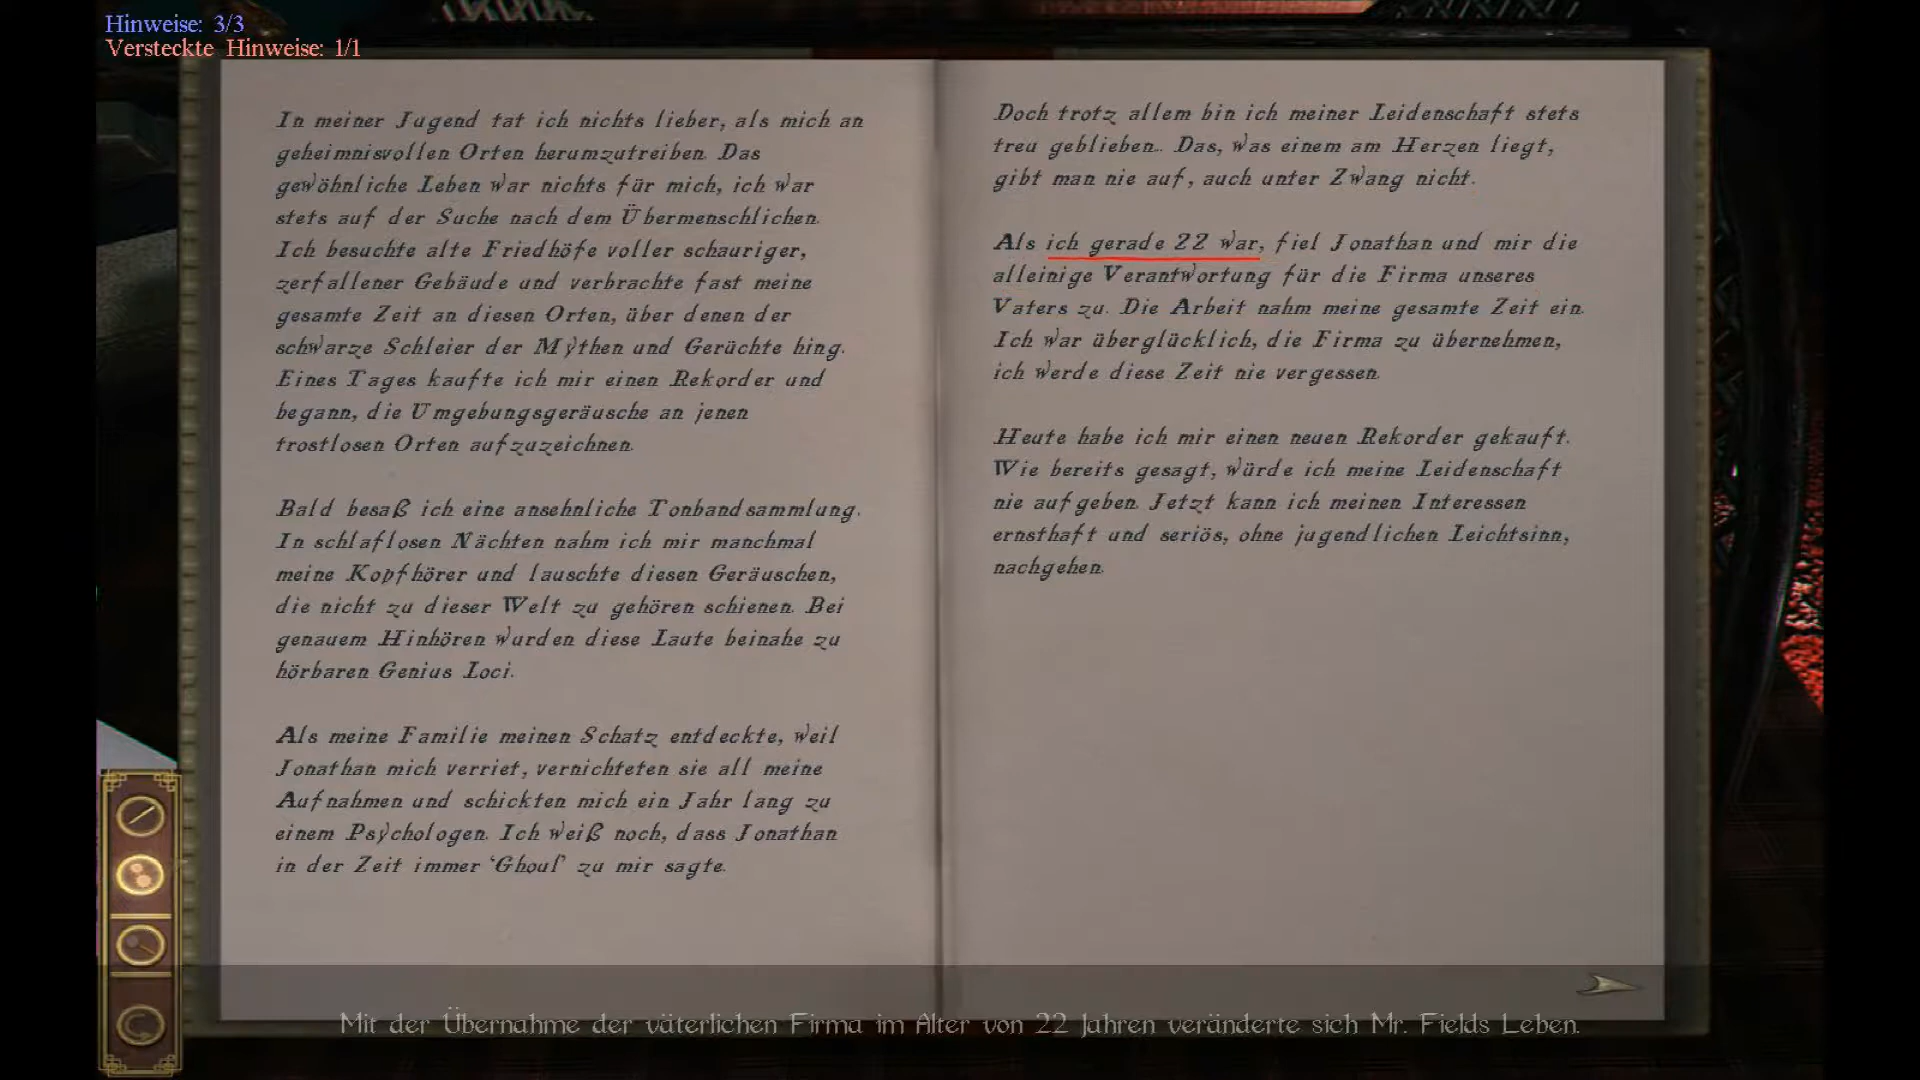 Hinweise: 3/3
Versteckte Hinweise: 1/1
In meiner Jugend tat ich nichts lieber, als mich an
geheimnisvollen Orten herumzutreiben. Das
gewöhnliche Leben war nichts für mich, ich war
stets auf der Suche nach dem Übermenschlichen.
Ich besuchte alte Friedhöfe voller schauriger,
zerfallener Gebäude und verbrachte fast meine
gesamte Zeit an diesen Orten, über denen der
schwarze Schleier der Mythen und Gerüchte hing.
Eines Tages kaufte ich mir einen Rekorder und
begann, die Umgebungsgeräusche an jenen
trostlosen Orten aufzuzeichnen.
Bald besaß ich eine ansehnliche Tonbandsammlung.
In schlaflosen Nächten nahm ich mir manchmal
meine Kopfhörer und lauschte diesen Geräuschen,
die nicht zu dieser Welt zu gehören schienen. Bei
genauem Hinhören wurden diese Laute beinahe zu
hörbaren Genius Loci.
Als meine Familie meinen Schatz entdeckte, weil
Jonathan mich verriet, vernichteten sie all meine
Aufnahmen und schickten mich ein Jahr lang zu
einem Psychologen. Ich weiß noch, dass Jonathan
in der Zeit immer 'Ghoul' zu mir sagte.
Doch trotz allem bin ich meiner Leidenschaft stets
treu geblieben... Das, was einem am Herzen liegt,
gibt man nie auf, auch unter Zwang nicht.
Als ich gerade 22 war, fiel Jonathan und mir die
alleinige Verantwortung für die Firma unseres
Vaters zu. Die Arbeit nahm meine gesamte Zeit ein.
Ich war überglücklich, die Firma zu übernehmen,
ich werde diese Zeit nie vergessen.
Heute habe ich mir einen neuen Rekorder gekauft.
Wie bereits gesagt, würde ich meine Leidenschaft
nie aufgeben. Jetzt kann ich meinen Interessen
ernsthaft und seriös, ohne jugendlichen Leichtsinn,
nachgehen.
Mit der Übernahme der väterlichen Firma im Alter von 22 Jahren veränderte sich Mr. Fields Leben.